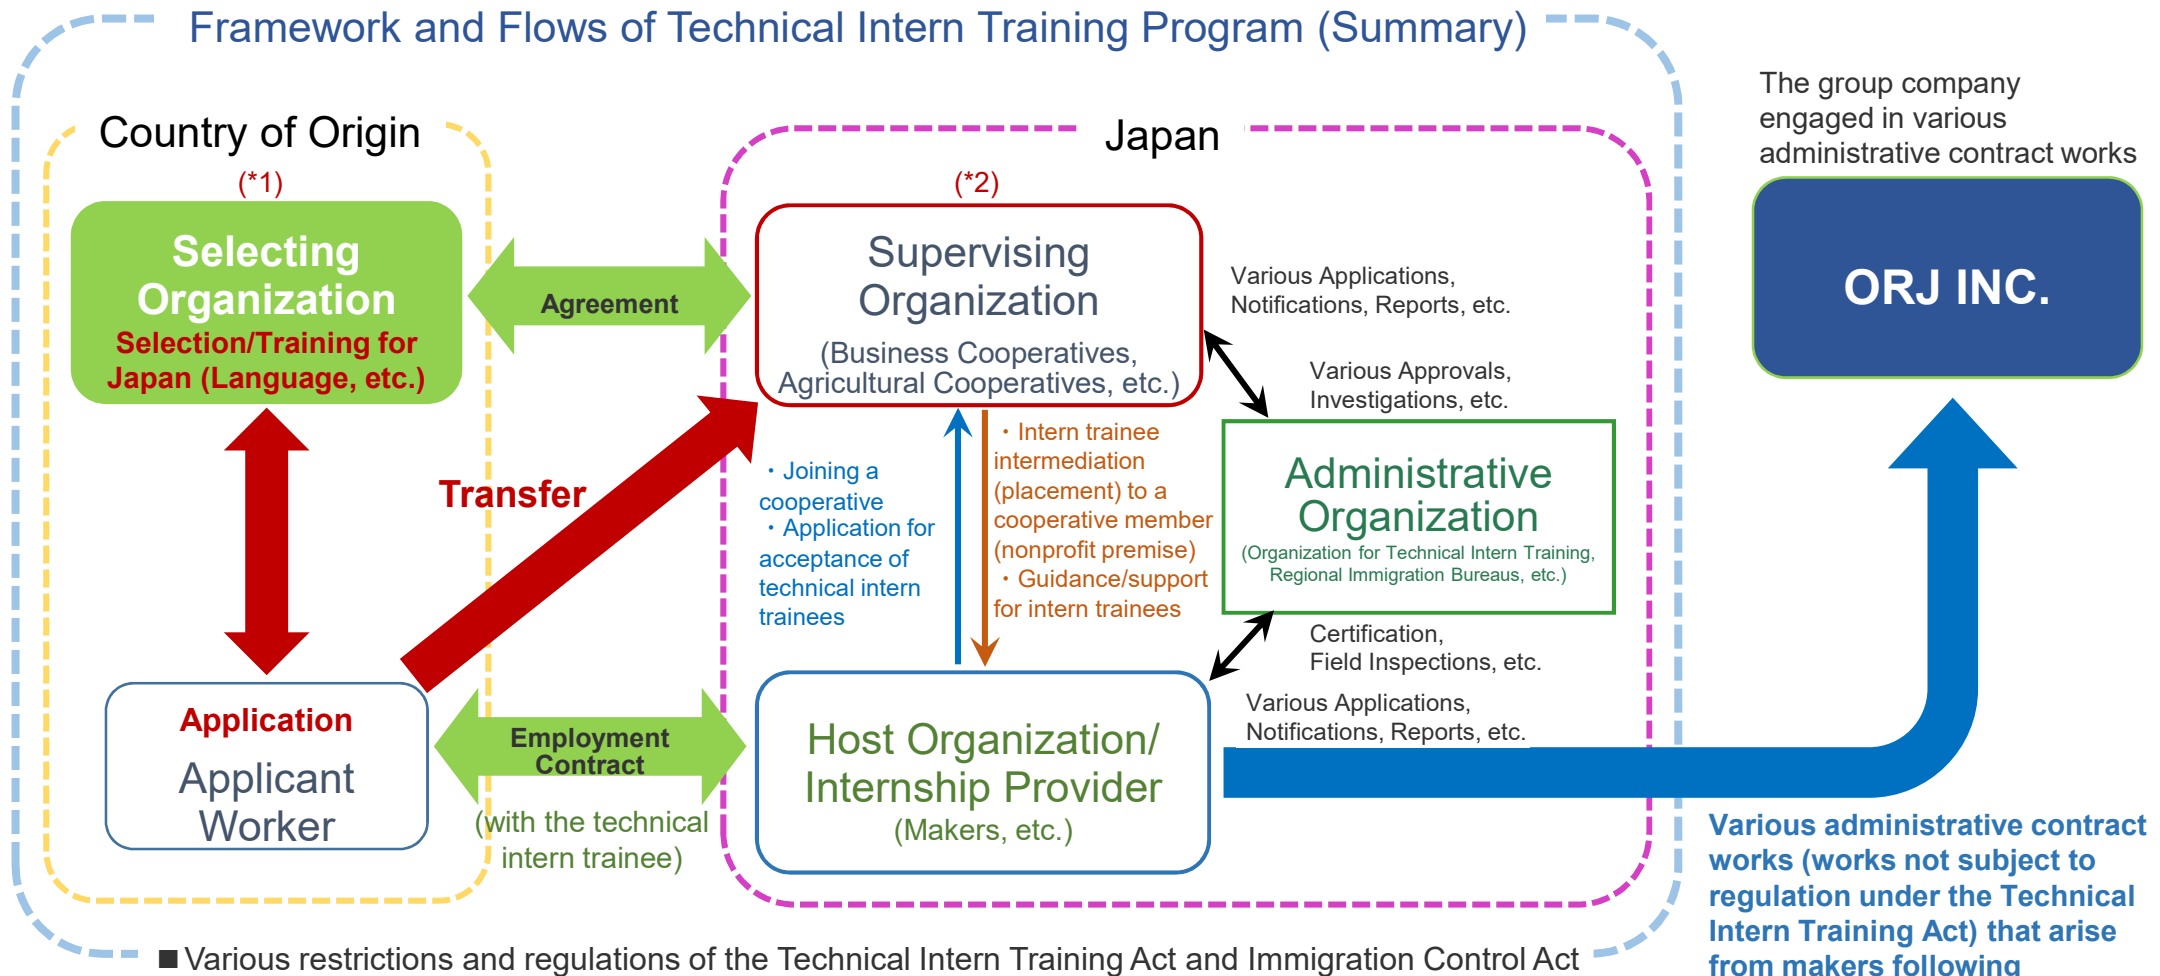 Framework and Flows of Technical Intern Training Program (Summary)
The group company
engaged in various
administrative contract works
ORJ INC.
Country of Origin
(*1)
Selecting
Organization
Selection/Training for
Japan (Language, etc.)
Agreement
Transfer
Application
Applicant
Worker
Employment
Contract
(with the technical
intern trainee)
Japan
(*2)
Supervising
Organization
(Business Cooperatives,
Agricultural Cooperatives, etc.)
Various Applications,
Notifications, Reports, etc.
Various Approvals,
Investigations, etc.
・Joining a
cooperative
・Application for
acceptance of
technical intern
trainees
・Intern trainee
intermediation
(placement) to a
cooperative member
(nonprofit premise)
・Guidance/support
for intern trainees
Administrative
Organization
(Organization for Technical Intern Training,
Regional Immigration Bureaus, etc.)
Certification,
Field Inspections, etc.
Various Applications,
Notifications, Reports, etc.
Host Organization/
Internship Provider
(Makers, etc.)
Various administrative contract
works (works not subject to
regulation under the Technical
Intern Training Act) that arise
from makers following
■ Various restrictions and regulations of the Technical Intern Training Act and Immigration Control Act